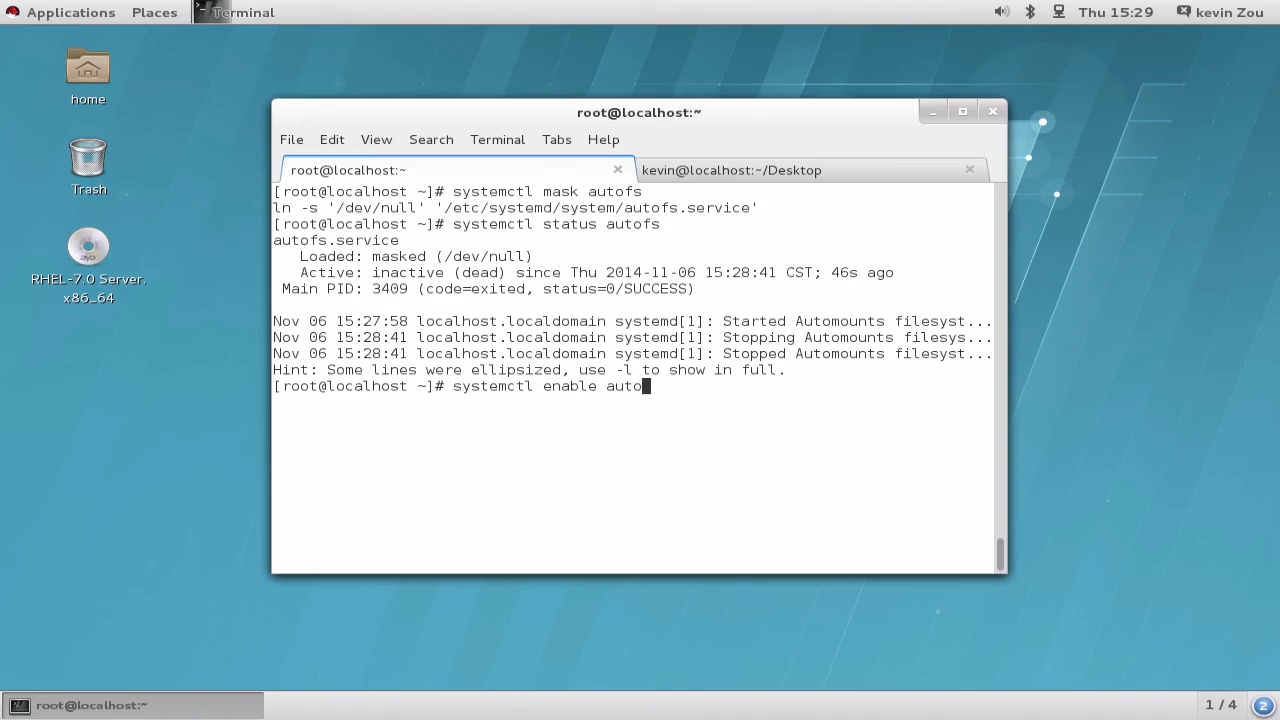 Applications Places Terminal Thu 15:29 kevin Zou
home
Trash
RHEL-7.0 Server.
x86_64
root@localhost:~
File Edit View Search Terminal Tabs Help
root@localhost:~ kevin@localhost:~/Desktop
[root@localhost ~]# systemctl mask autofs
ln -s '/dev/null' '/etc/systemd/system/autofs.service'
[root@localhost ~]# systemctl status autofs
autofs.service
   Loaded: masked (/dev/null)
   Active: inactive (dead) since Thu 2014-11-06 15:28:41 CST; 46s ago
 Main PID: 3409 (code=exited, status=0/SUCCESS)
Nov 06 15:27:58 localhost.localdomain systemd[1]: Started Automounts filesyst...
Nov 06 15:28:41 localhost.localdomain systemd[1]: Stopping Automounts filesys...
Nov 06 15:28:41 localhost.localdomain systemd[1]: Stopped Automounts filesyst...
Hint: Some lines were ellipsized, use -l to show in full.
[root@localhost ~]# systemctl enable auto
root@localhost:~ 1 / 4 2